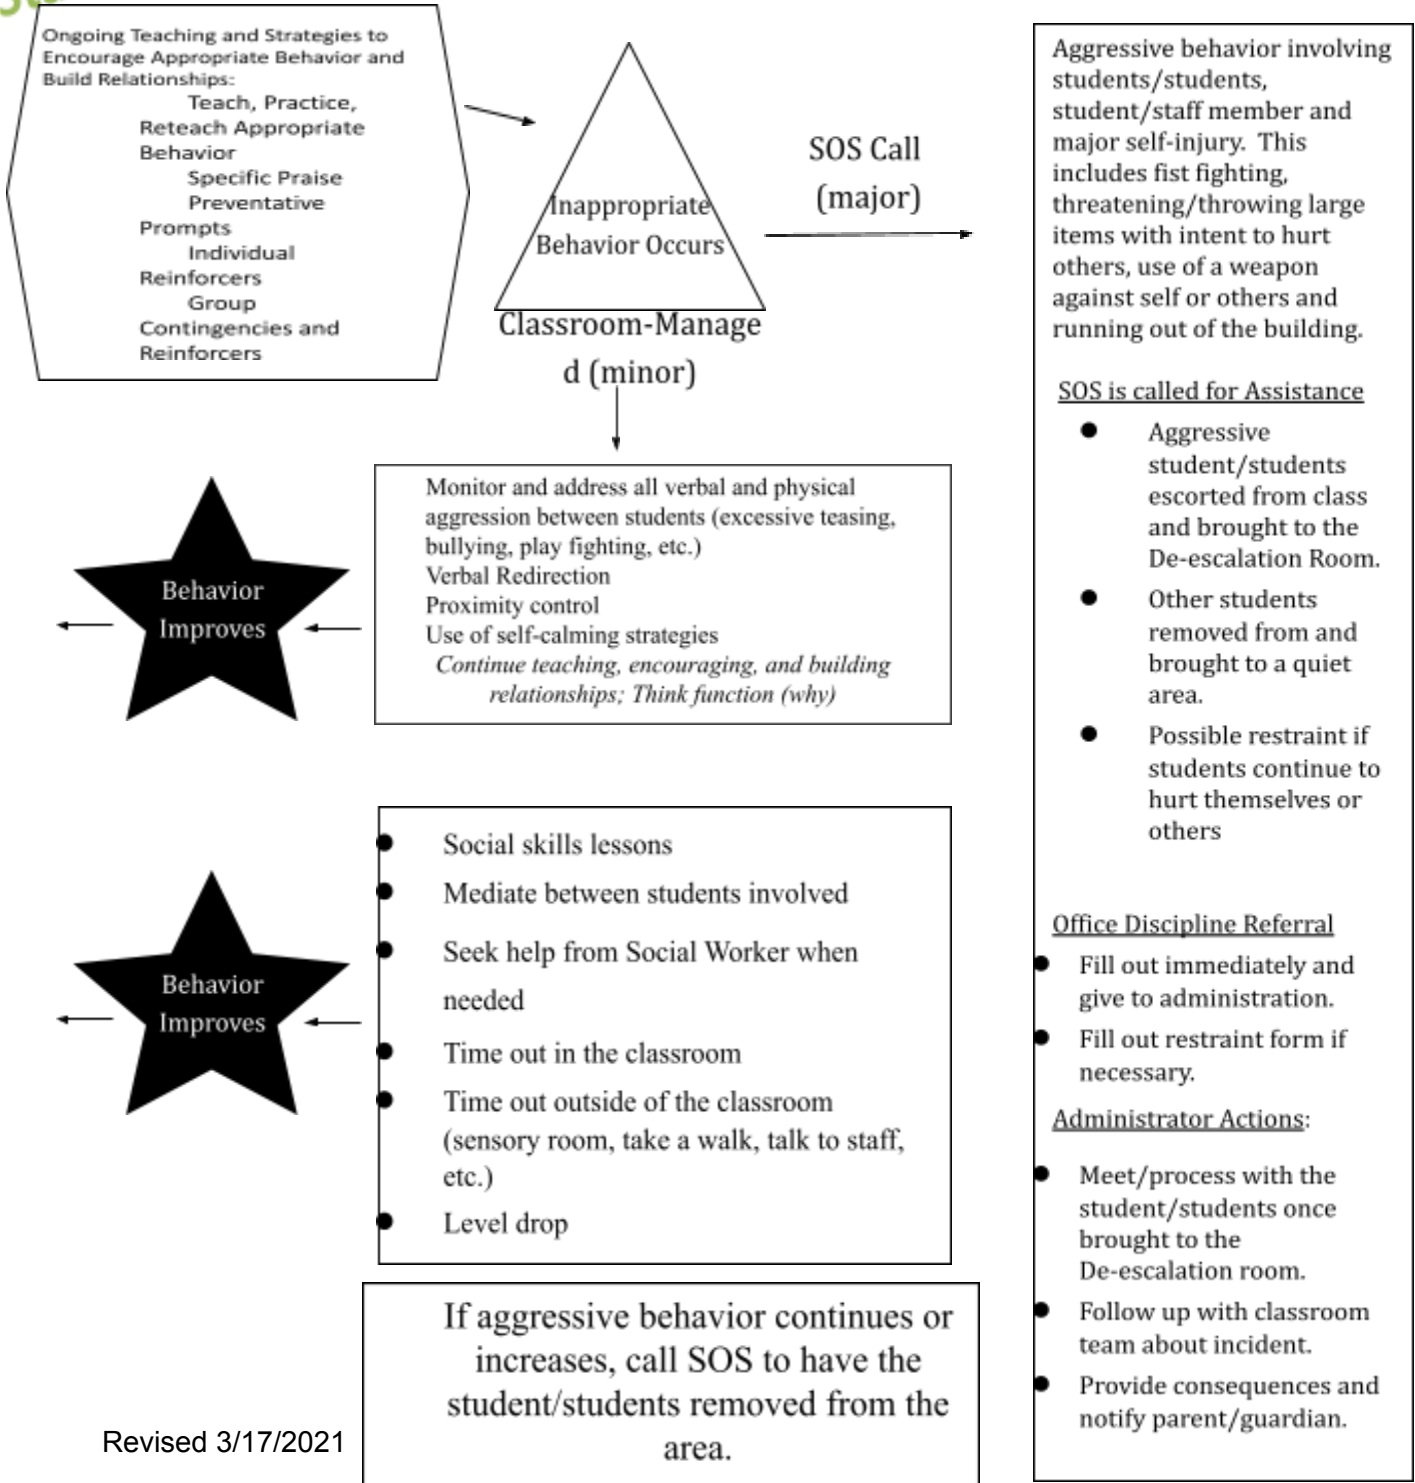 Ongoing Teaching and Strategies to
Encourage Appropriate Behavior and
Build Relationships:
Teach, Practice,
Reteach Appropriate
Behavior
Specific Praise
Preventative
Prompts
Individual
Reinforcers
Group
Contingencies and
Reinforcers
Inappropriate
Behavior Occurs
SOS Call
(major)
Classroom-Manage
d (minor)
Monitor and address all verbal and physical
aggression between students (excessive teasing,
bullying, play fighting, etc.)
Verbal Redirection
Proximity control
Use of self-calming strategies
Continue teaching, encouraging, and building
relationships; Think function (why)
Behavior
Improves
● Social skills lessons
● Mediate between students involved
● Seek help from Social Worker when
needed
● Time out in the classroom
● Time out outside of the classroom
(sensory room, take a walk, talk to staff,
etc.)
● Level drop
Behavior
Improves
If aggressive behavior continues or
increases, call SOS to have the
student/students removed from the
area.
Aggressive behavior involving
students/students,
student/staff member and
major self-injury. This
includes fist fighting,
threatening/throwing large
items with intent to hurt
others, use of a weapon
against self or others and
running out of the building.
SOS is called for Assistance
● Aggressive
student/students
escorted from class
and brought to the
De-escalation Room.
● Other students
removed from and
brought to a quiet
area.
● Possible restraint if
students continue to
hurt themselves or
others
Office Discipline Referral
● Fill out immediately and
give to administration.
● Fill out restraint form if
necessary.
Administrator Actions:
● Meet/process with the
student/students once
brought to the
De-escalation room.
● Follow up with classroom
team about incident.
● Provide consequences and
notify parent/guardian.
Revised 3/17/2021